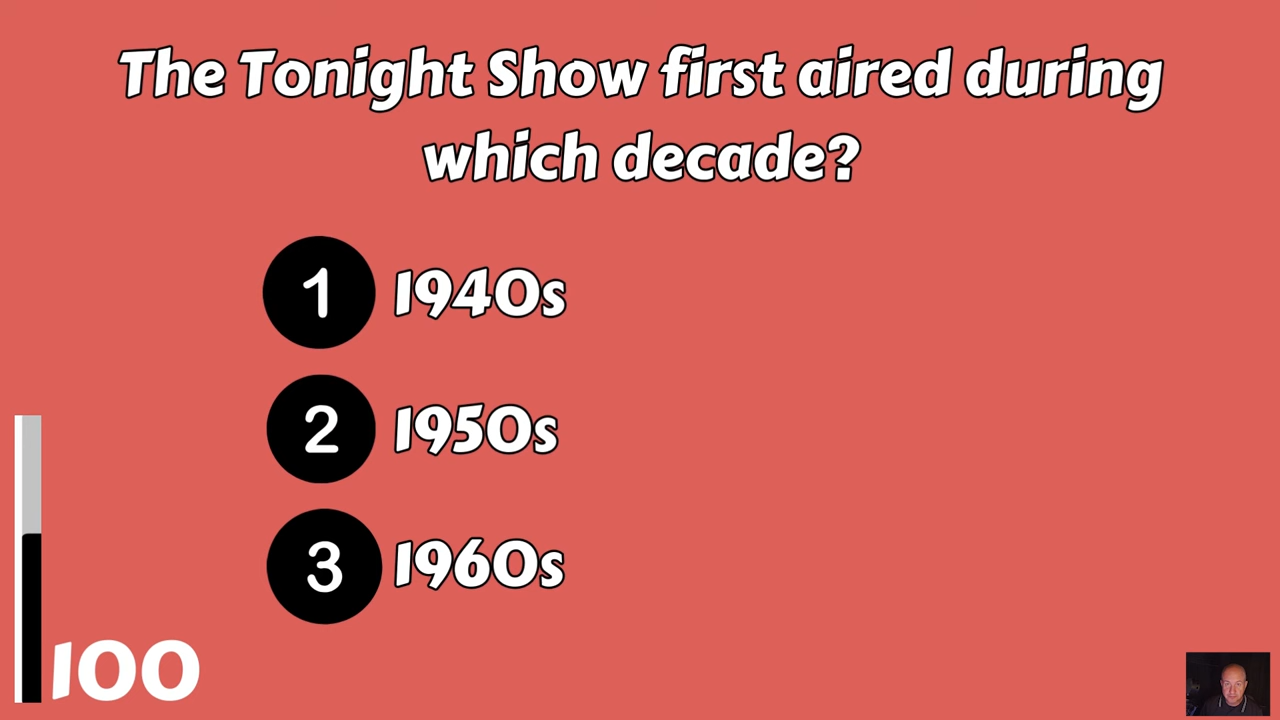 The Tonight Show first aired during
which decade?
1 1940s
2 1950s
3 1960s
100